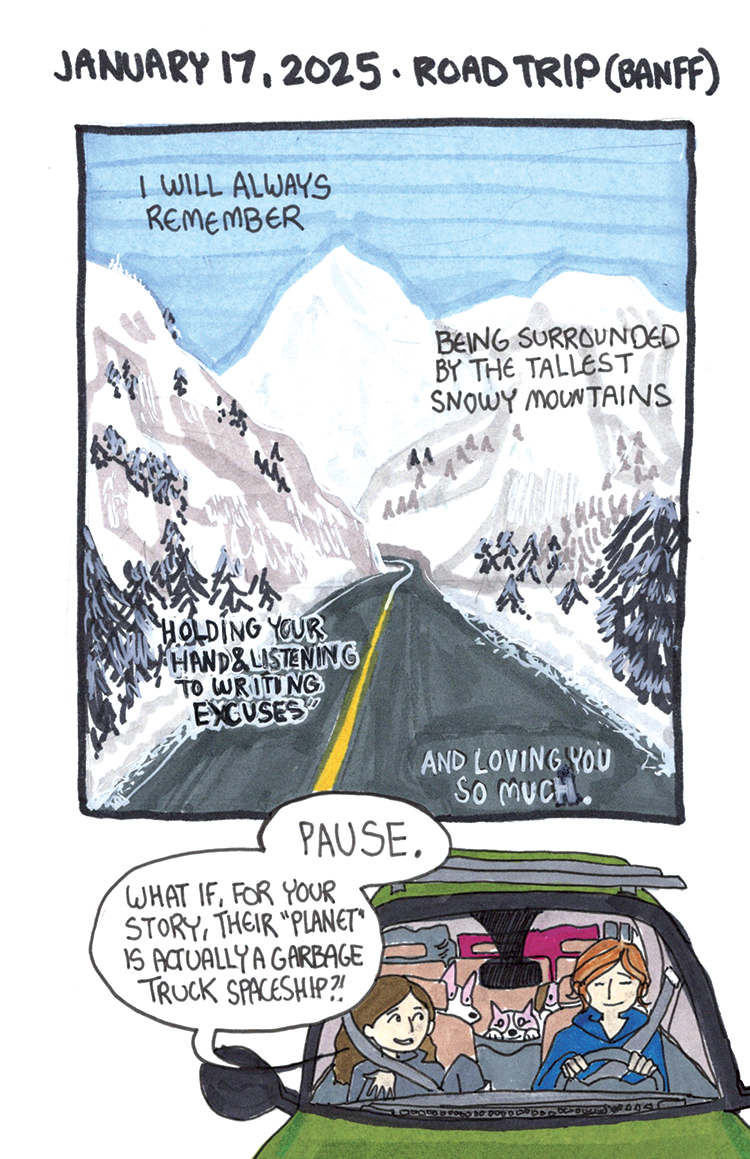 JANUARY 17, 2025 · ROAD TRIP (BANFF)
I WILL ALWAYS
REMEMBER
BEING SURROUNDED
BY THE TALLEST
SNOWY MOUNTAINS
HOLDING YOUR
HAND & LISTENING
TO WRITING
EXCUSES"
AND LOVING YOU
SO MUCH.
PAUSE.
WHAT IF, FOR YOUR
STORY, THEIR "PLANET"
IS ACTUALLY A GARBAGE
TRUCK SPACESHIP?!